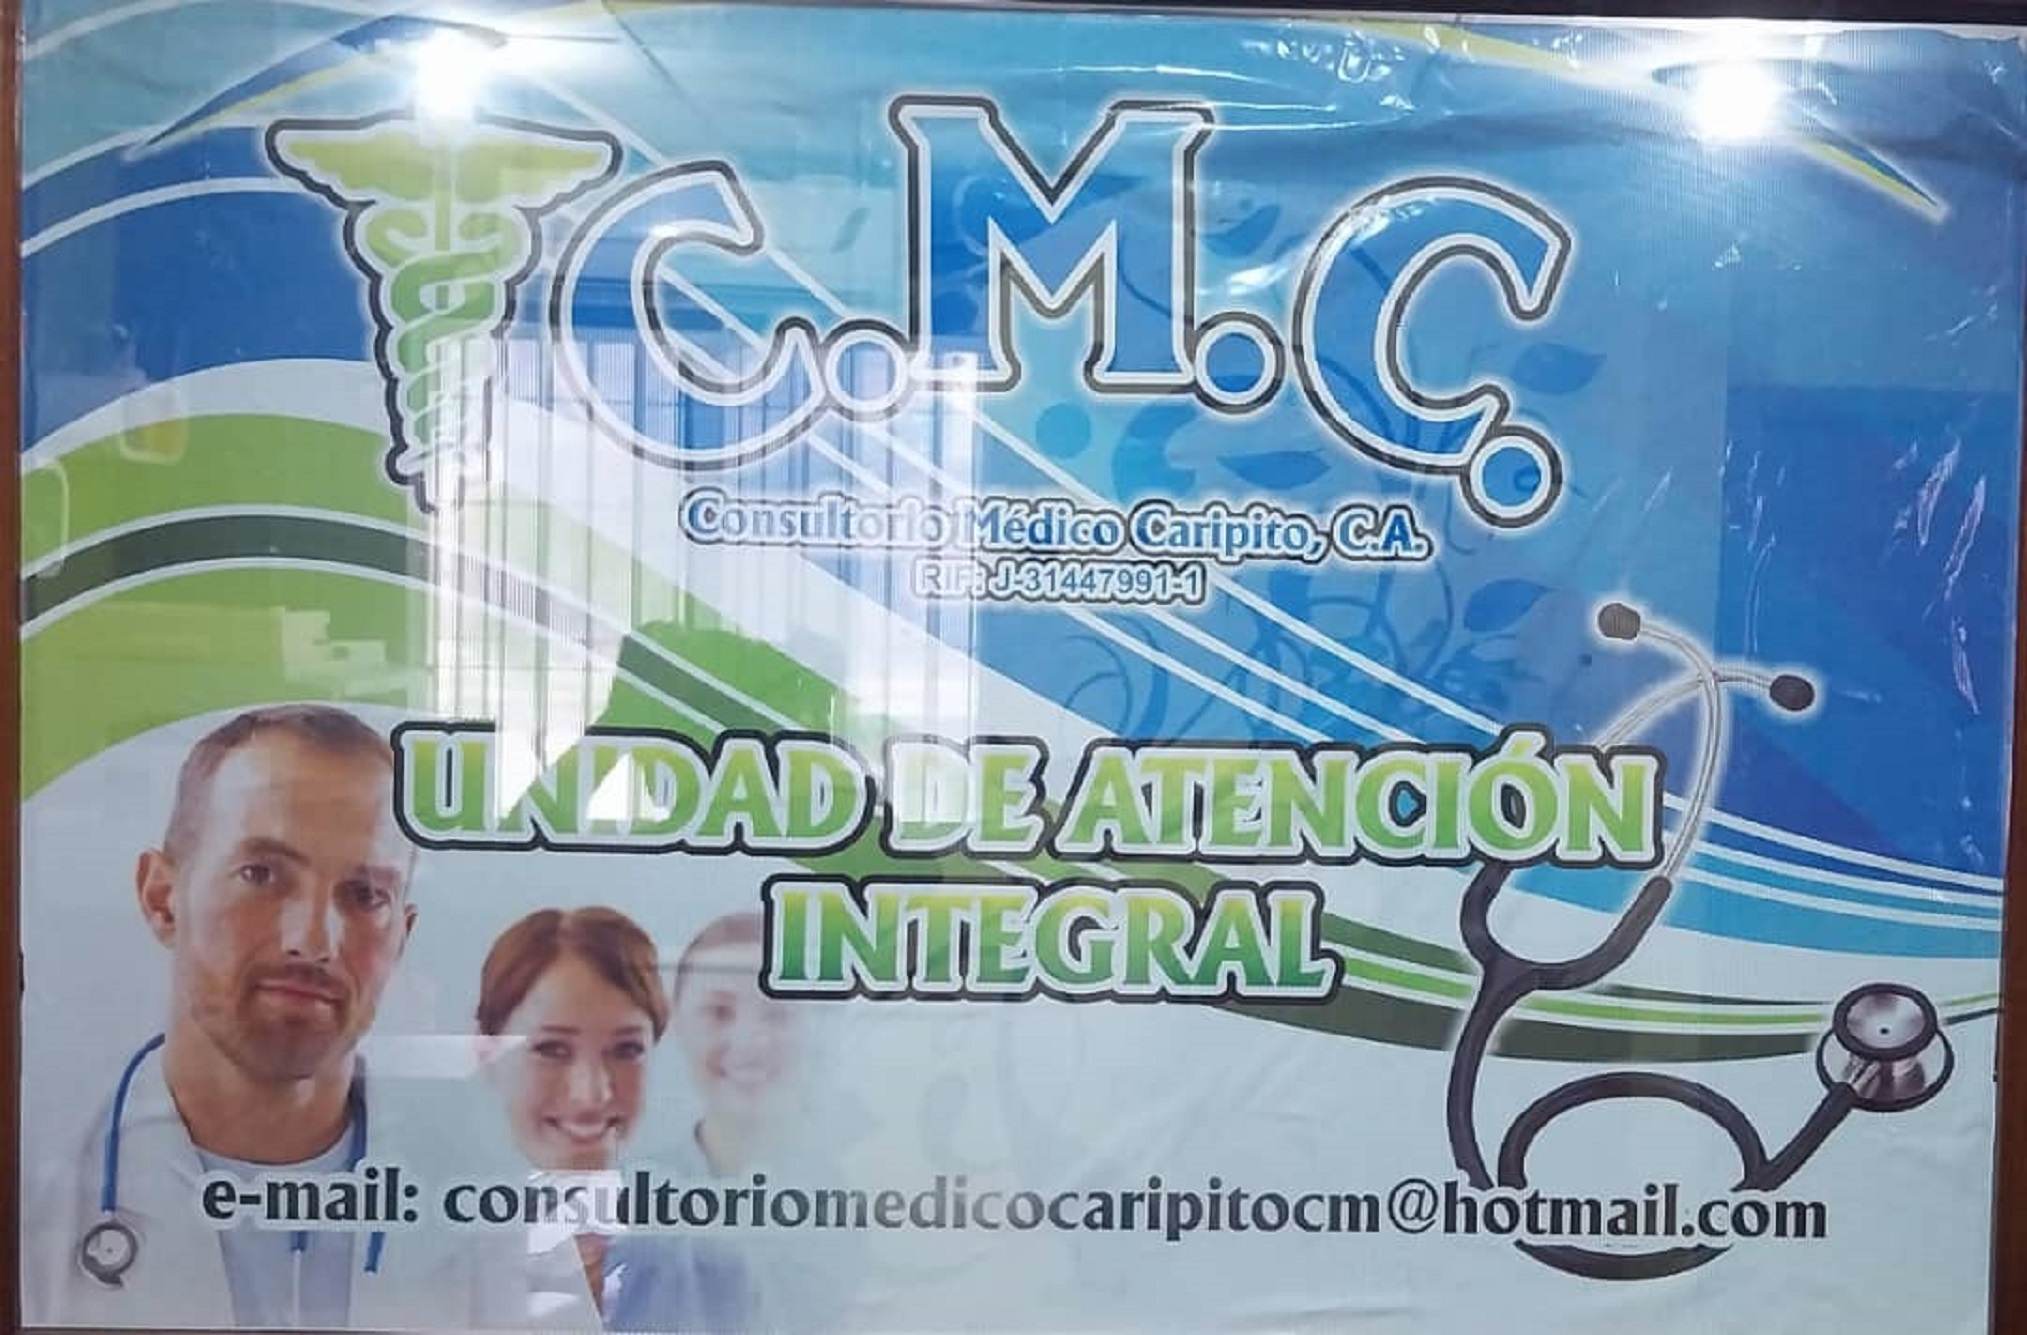 C.M.C.
Consultorio Médico Caripito, C.A.
RIF: J-31447991-1
UNIDAD DE ATENCIÓN
INTEGRAL
e-mail: consultoriomedicocaripitocm@hotmail.com